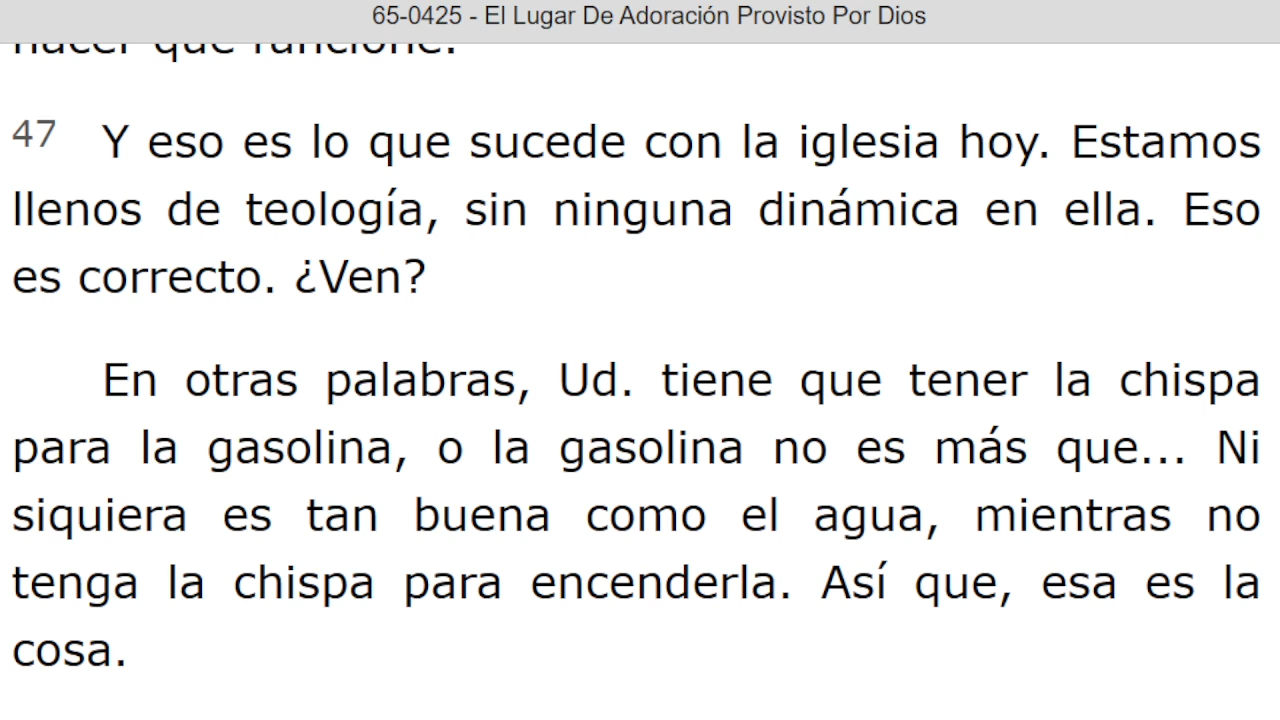 65-0425 - El Lugar De Adoración Provisto Por Dios
hacer que funcione.
47 Y eso es lo que sucede con la iglesia hoy. Estamos
llenos de teología, sin ninguna dinámica en ella. Eso
es correcto. ¿Ven?
En otras palabras, Ud. tiene que tener la chispa
para la gasolina, o la gasolina no es más que... Ni
siquiera es tan buena como el agua, mientras no
tenga la chispa para encenderla. Así que, esa es la
cosa.